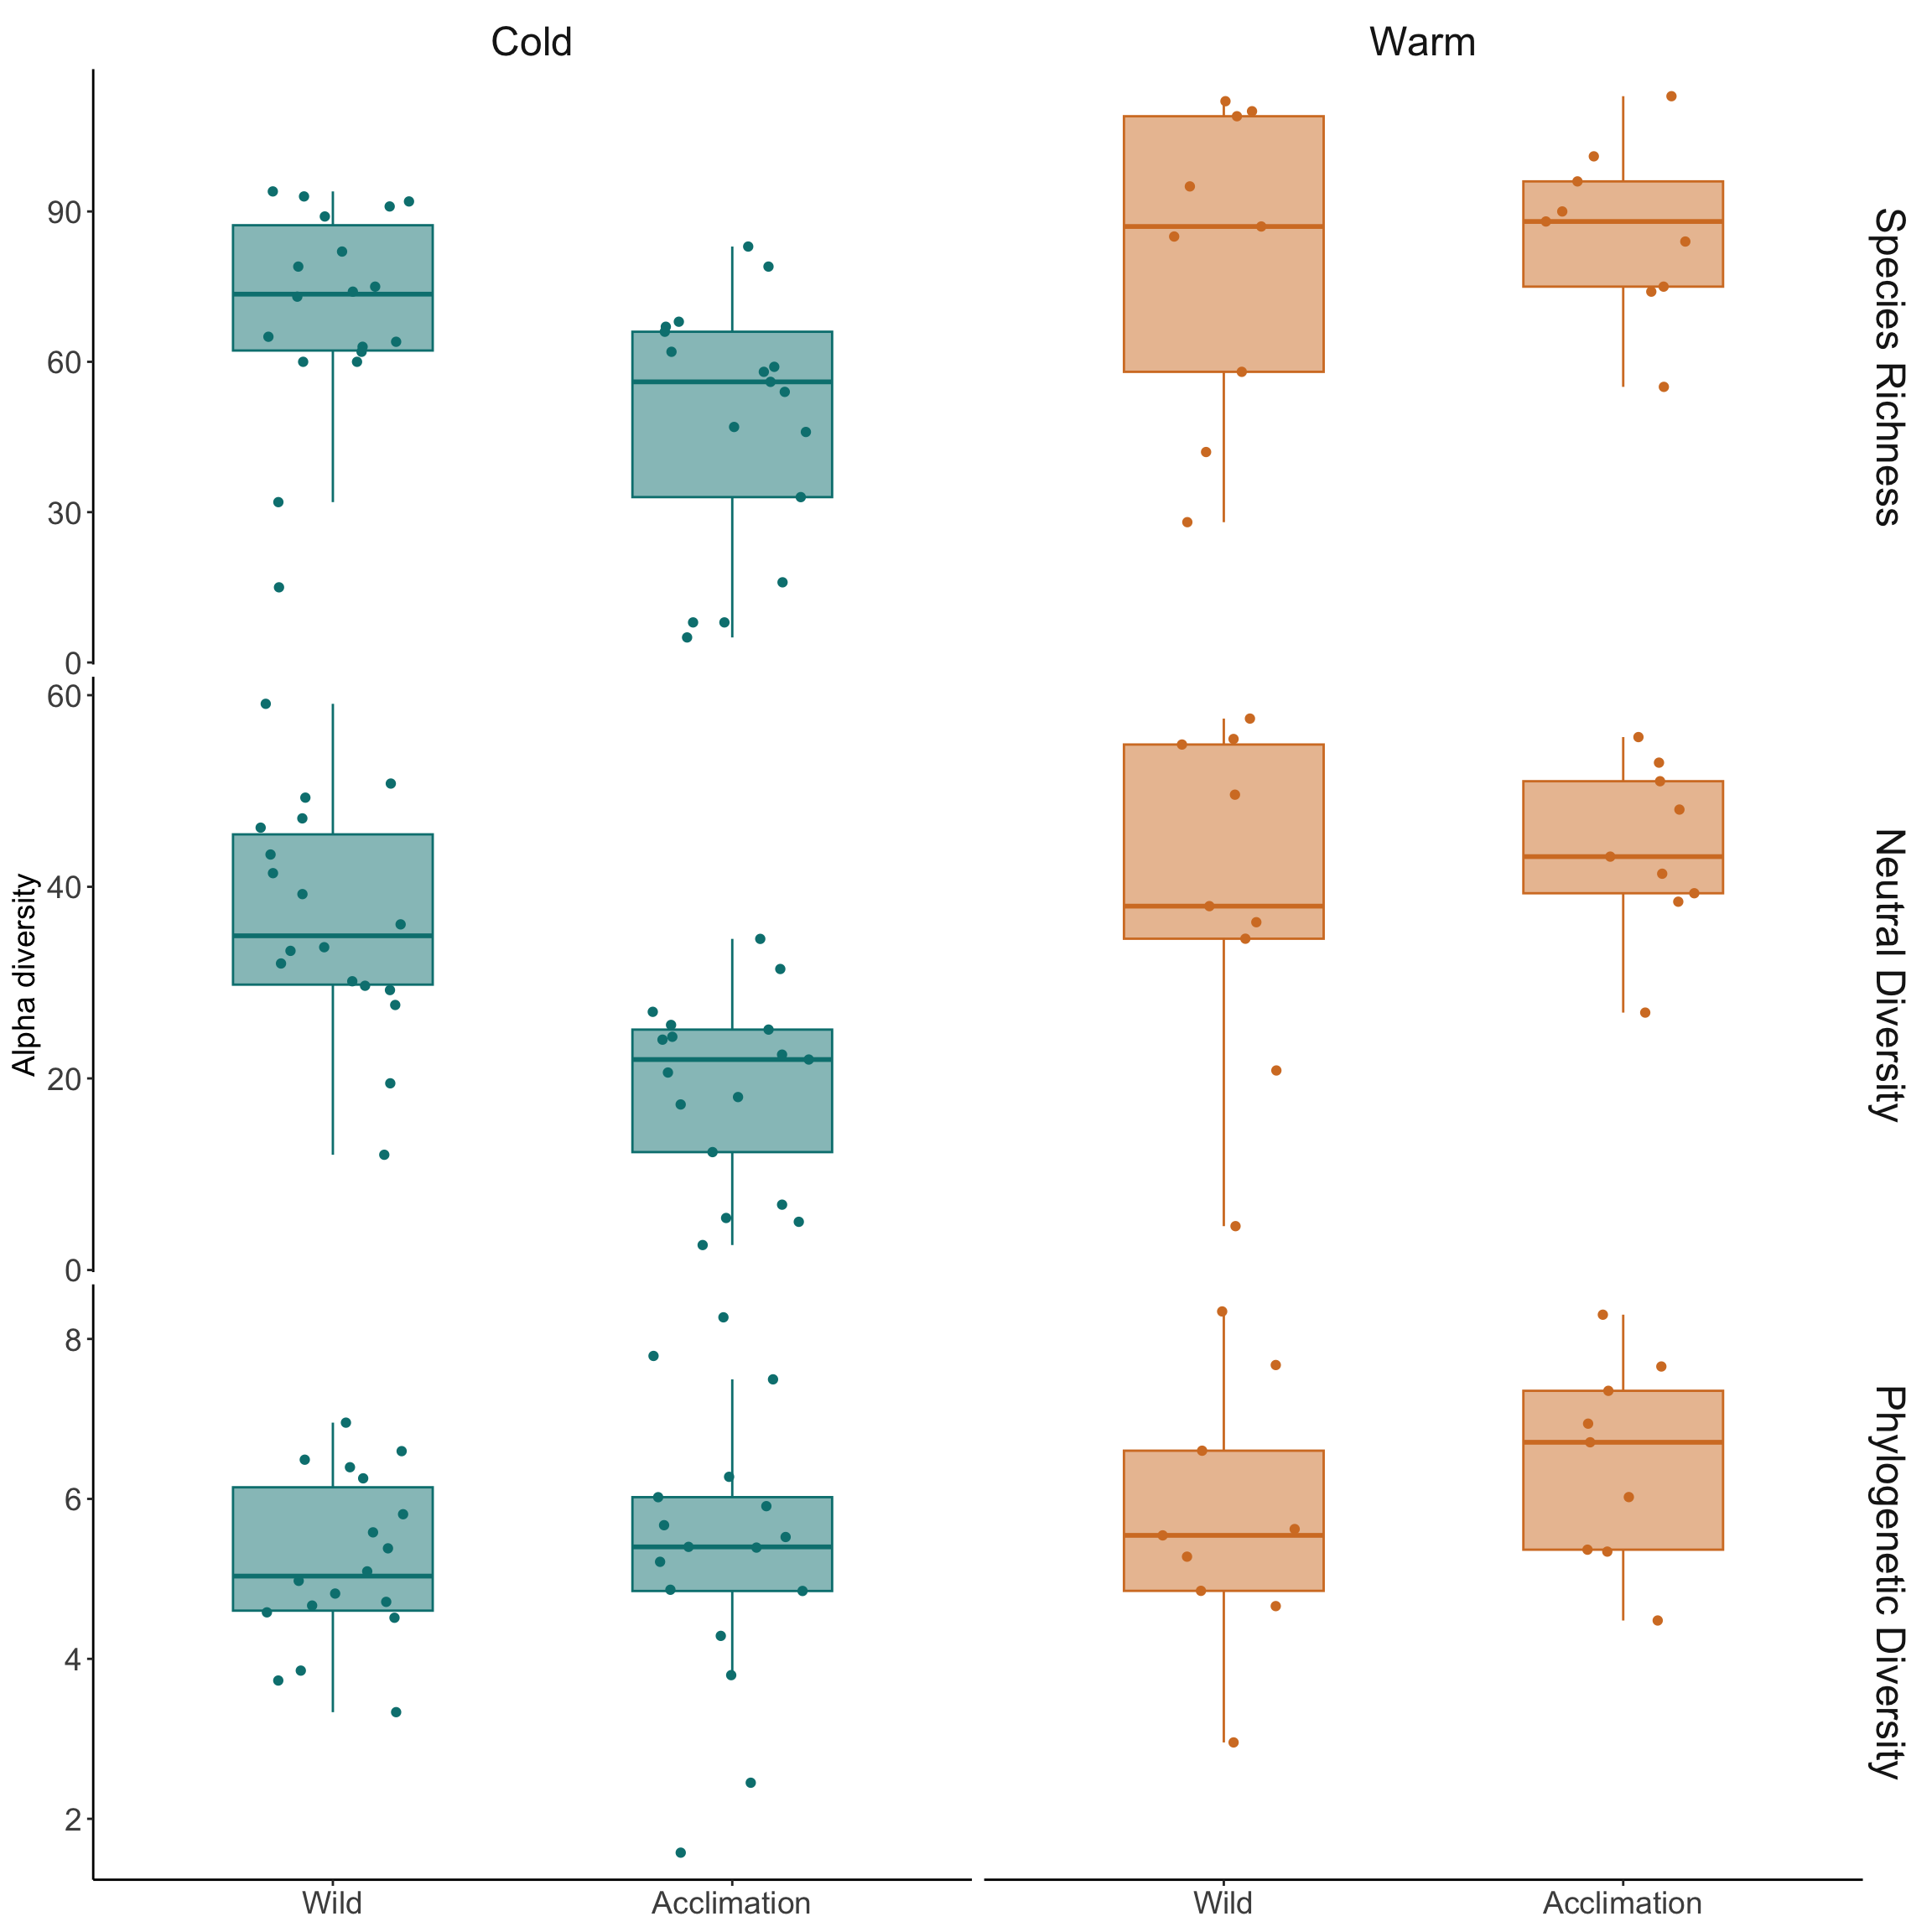 Cold
Warm
90
60
30
0
Species Richness
60
40
20
0
Neutral Diversity
Alpha diversity
8
6
4
2
Phylogenetic Diversity
Wild
Acclimation
Wild
Acclimation